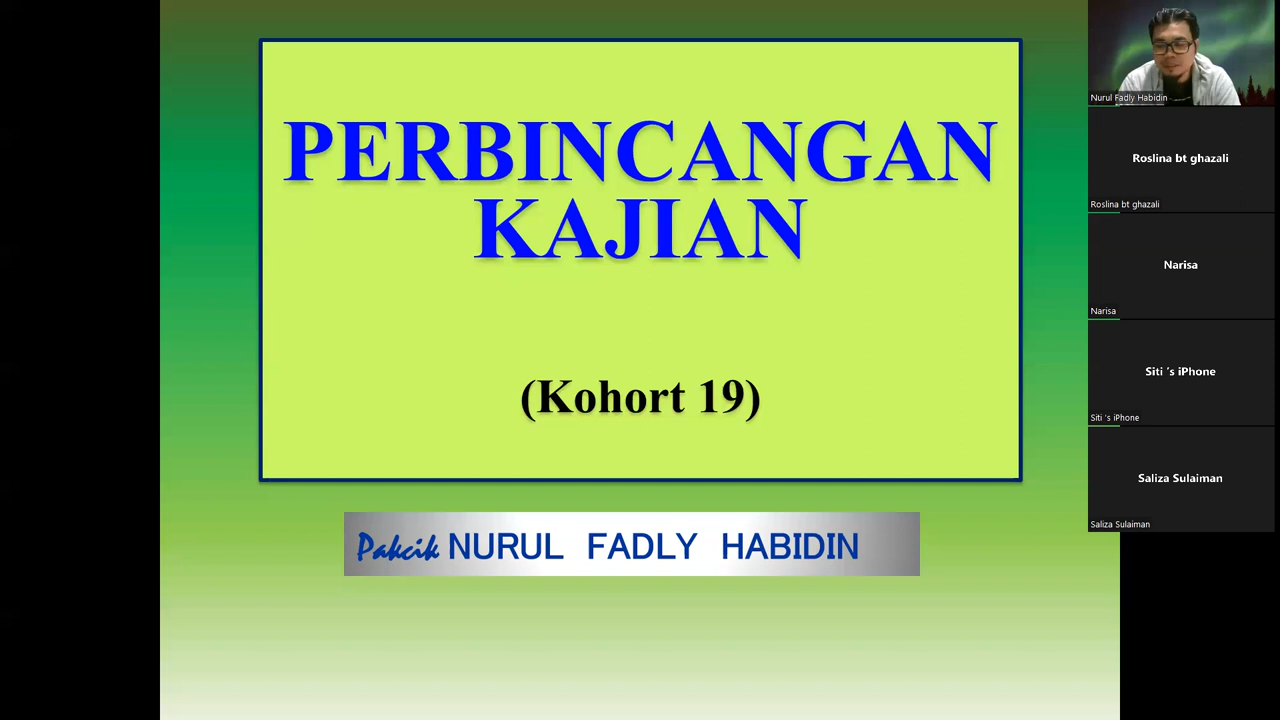 PERBINCANGAN
KAJIAN
(Kohort 19)
Pakcik NURUL FADLY HABIDIN
Nurul Fadly Habidin
Roslina bt ghazali
Roslina bt ghazali
Narisa
Narisa
Siti 's iPhone
Siti 's iPhone
Saliza Sulaiman
Saliza Sulaiman